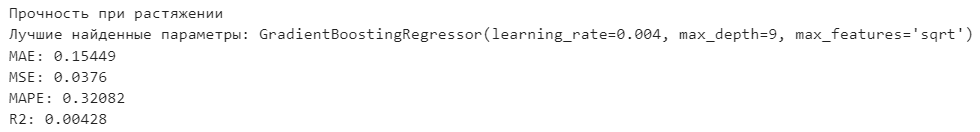 Прочность при растяжении
Лучшие найденные параметры: GradientBoostingRegressor(learning_rate=0.004, max_depth=9, max_features='sqrt')
MAE: 0.15449
MSE: 0.0376
MAPE: 0.32082
R2: 0.00428